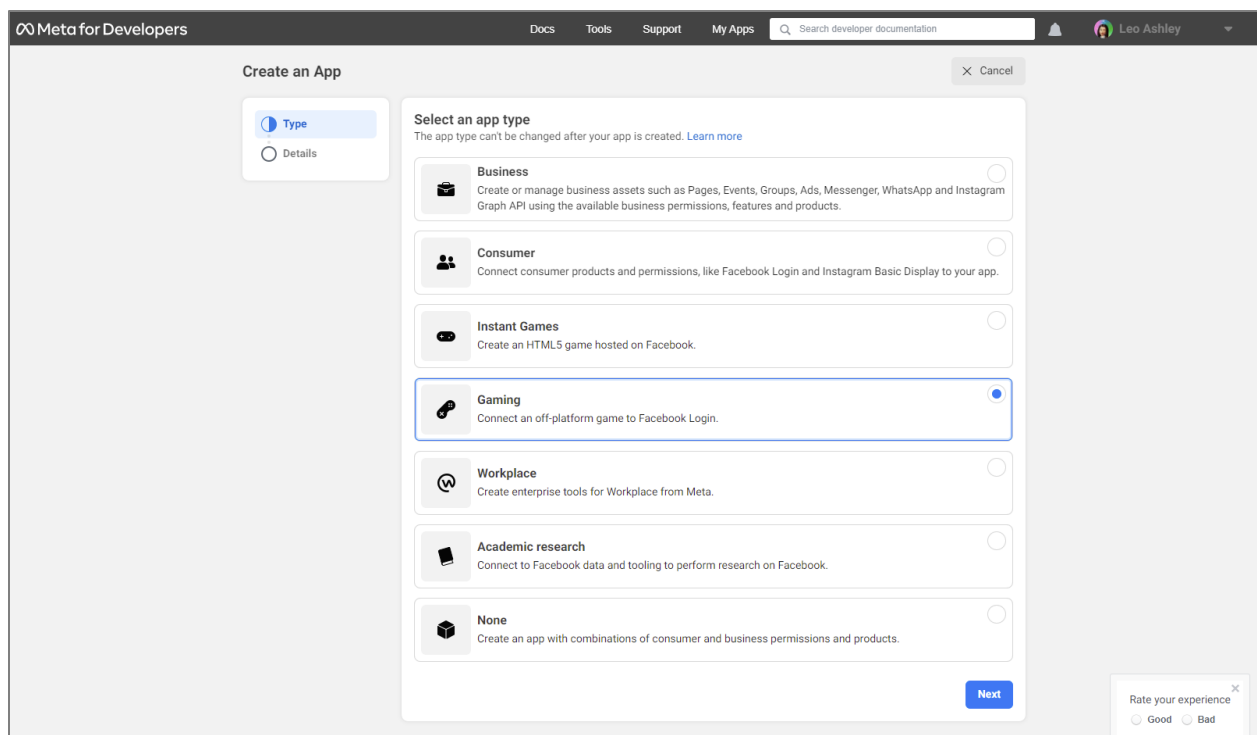 Meta for Developers
Docs Tools Support My Apps Search developer documentation Leo Ashley
Create an App
Cancel
Type
Details
Select an app type
The app type can't be changed after your app is created. Learn more
Business
Create or manage business assets such as Pages, Events, Groups, Ads, Messenger, WhatsApp and Instagram
Graph API using the available business permissions, features and products.
Consumer
Connect consumer products and permissions, like Facebook Login and Instagram Basic Display to your app.
Instant Games
Create an HTML5 game hosted on Facebook.
Gaming
Connect an off-platform game to Facebook Login.
Workplace
Create enterprise tools for Workplace from Meta.
Academic research
Connect to Facebook data and tooling to perform research on Facebook.
None
Create an app with combinations of consumer and business permissions and products.
Next
Rate your experience
Good Bad